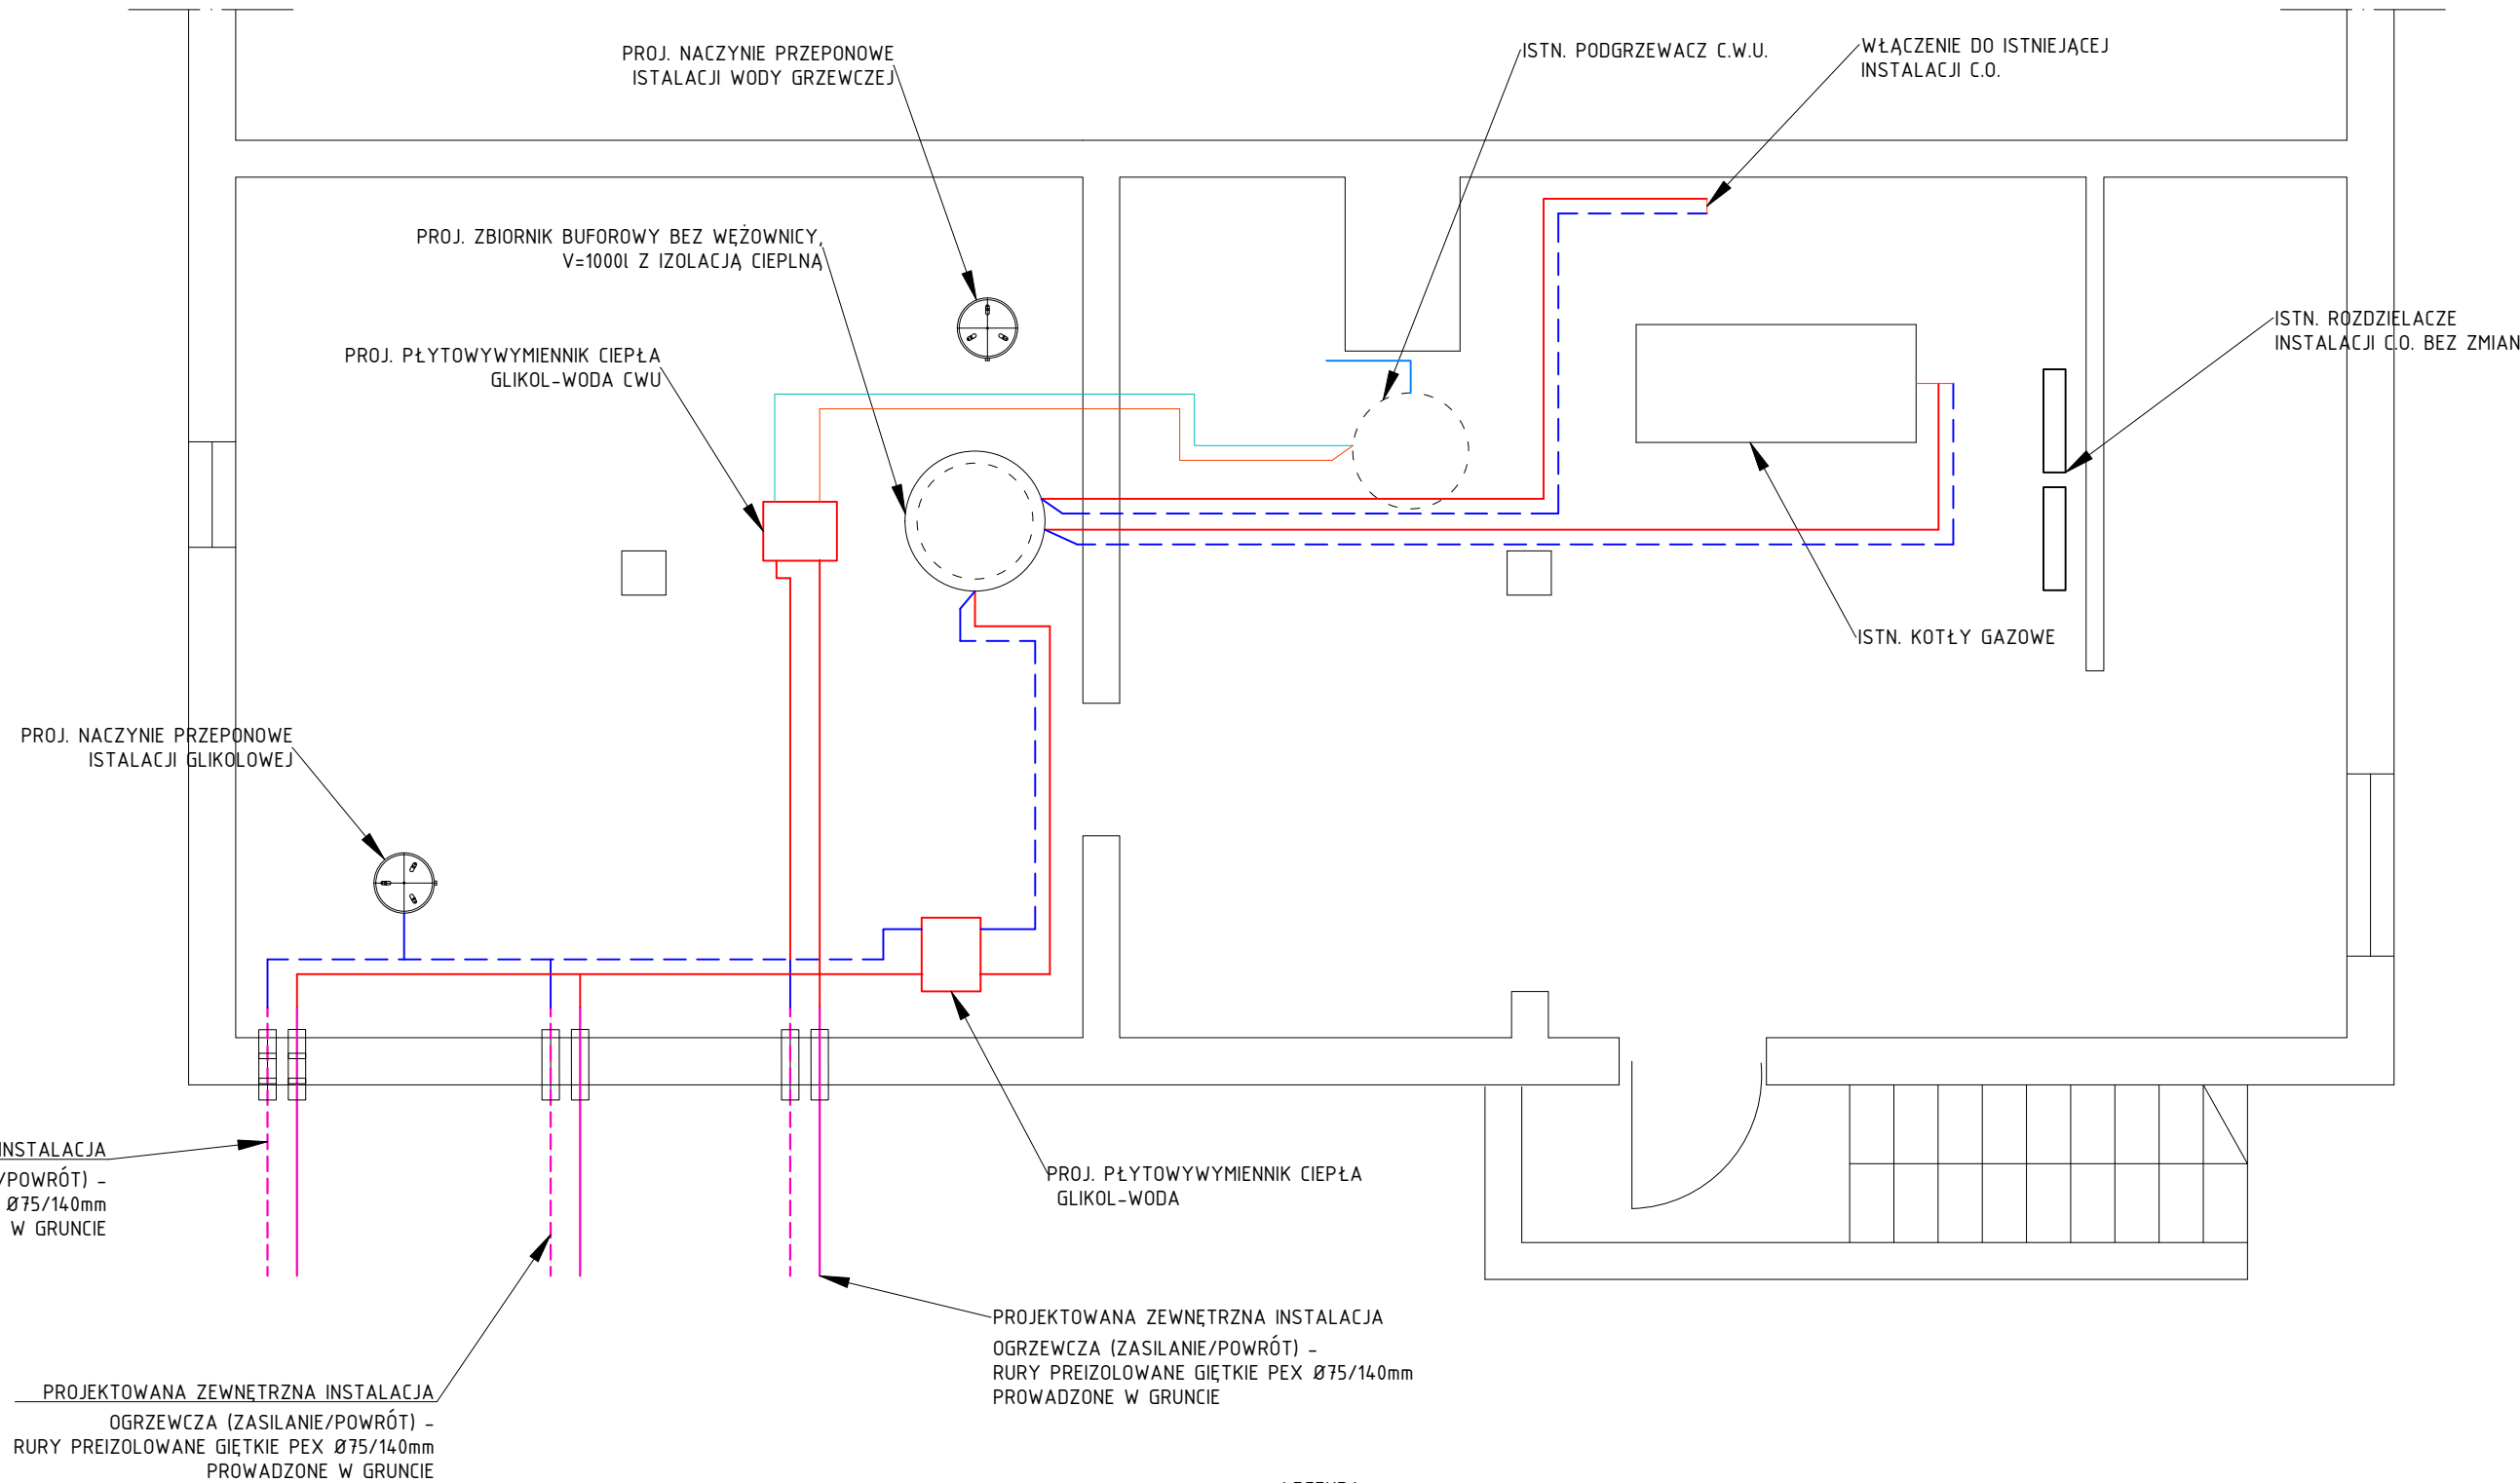 PROJ. NACZYNIE PRZEPONOWE
ISTALACJI WODY GRZEWCZEJ
ISTN. PODGRZEWACZ C.W.U.
WŁĄCZENIE DO ISTNIEJĄCEJ
INSTALACJI C.O.
PROJ. ZBIORNIK BUFOROWY BEZ WĘŻOWNICY,
V=1000l Z IZOLACJĄ CIEPLNĄ
PROJ. PŁYTOWYWYMIENNIK CIEPŁA
GLIKOL-WODA CWU
ISTN. ROZDZIELACZE
INSTALACJI C.O. BEZ ZMIAN
ISTN. KOTŁY GAZOWE
PROJ. NACZYNIE PRZEPONOWE
ISTALACJI GLIKOLOWEJ
INSTALACJA
/POWRÓT) -
Ø75/140mm
W GRUNCIE
PROJ. PŁYTOWYWYMIENNIK CIEPŁA
GLIKOL-WODA
PROJEKTOWANA ZEWNĘTRZNA INSTALACJA
OGRZEWCZA (ZASILANIE/POWRÓT) -
RURY PREIZOLOWANE GIĘTKIE PEX Ø75/140mm
PROWADZONE W GRUNCIE
PROJEKTOWANA ZEWNĘTRZNA INSTALACJA
OGRZEWCZA (ZASILANIE/POWRÓT) -
RURY PREIZOLOWANE GIĘTKIE PEX Ø75/140mm
PROWADZONE W GRUNCIE